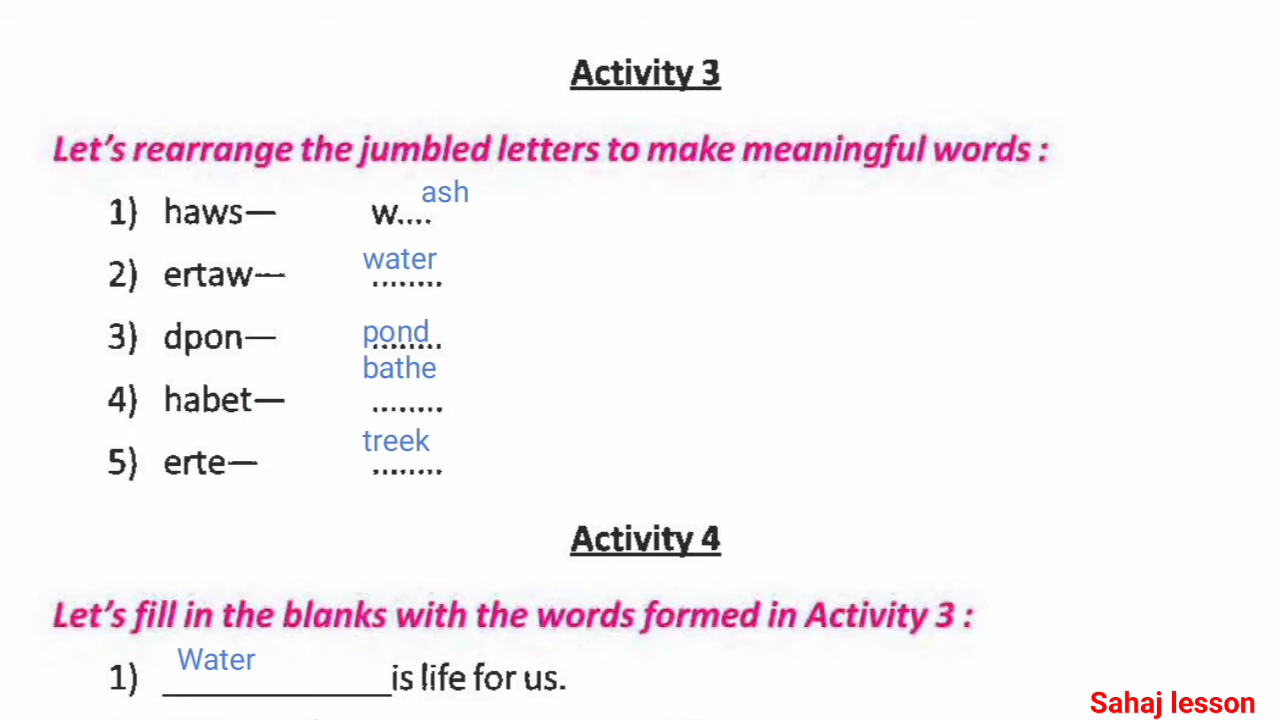 Activity 3
Let's rearrange the jumbled letters to make meaningful words :
1) haws— w.... ash
2) ertaw— ........ water
3) dpon— ........ pond
4) habet— ........ bathe
5) erte— ........ treek
Activity 4
Let's fill in the blanks with the words formed in Activity 3 :
1) Water ______________is life for us.
Sahaj lesson